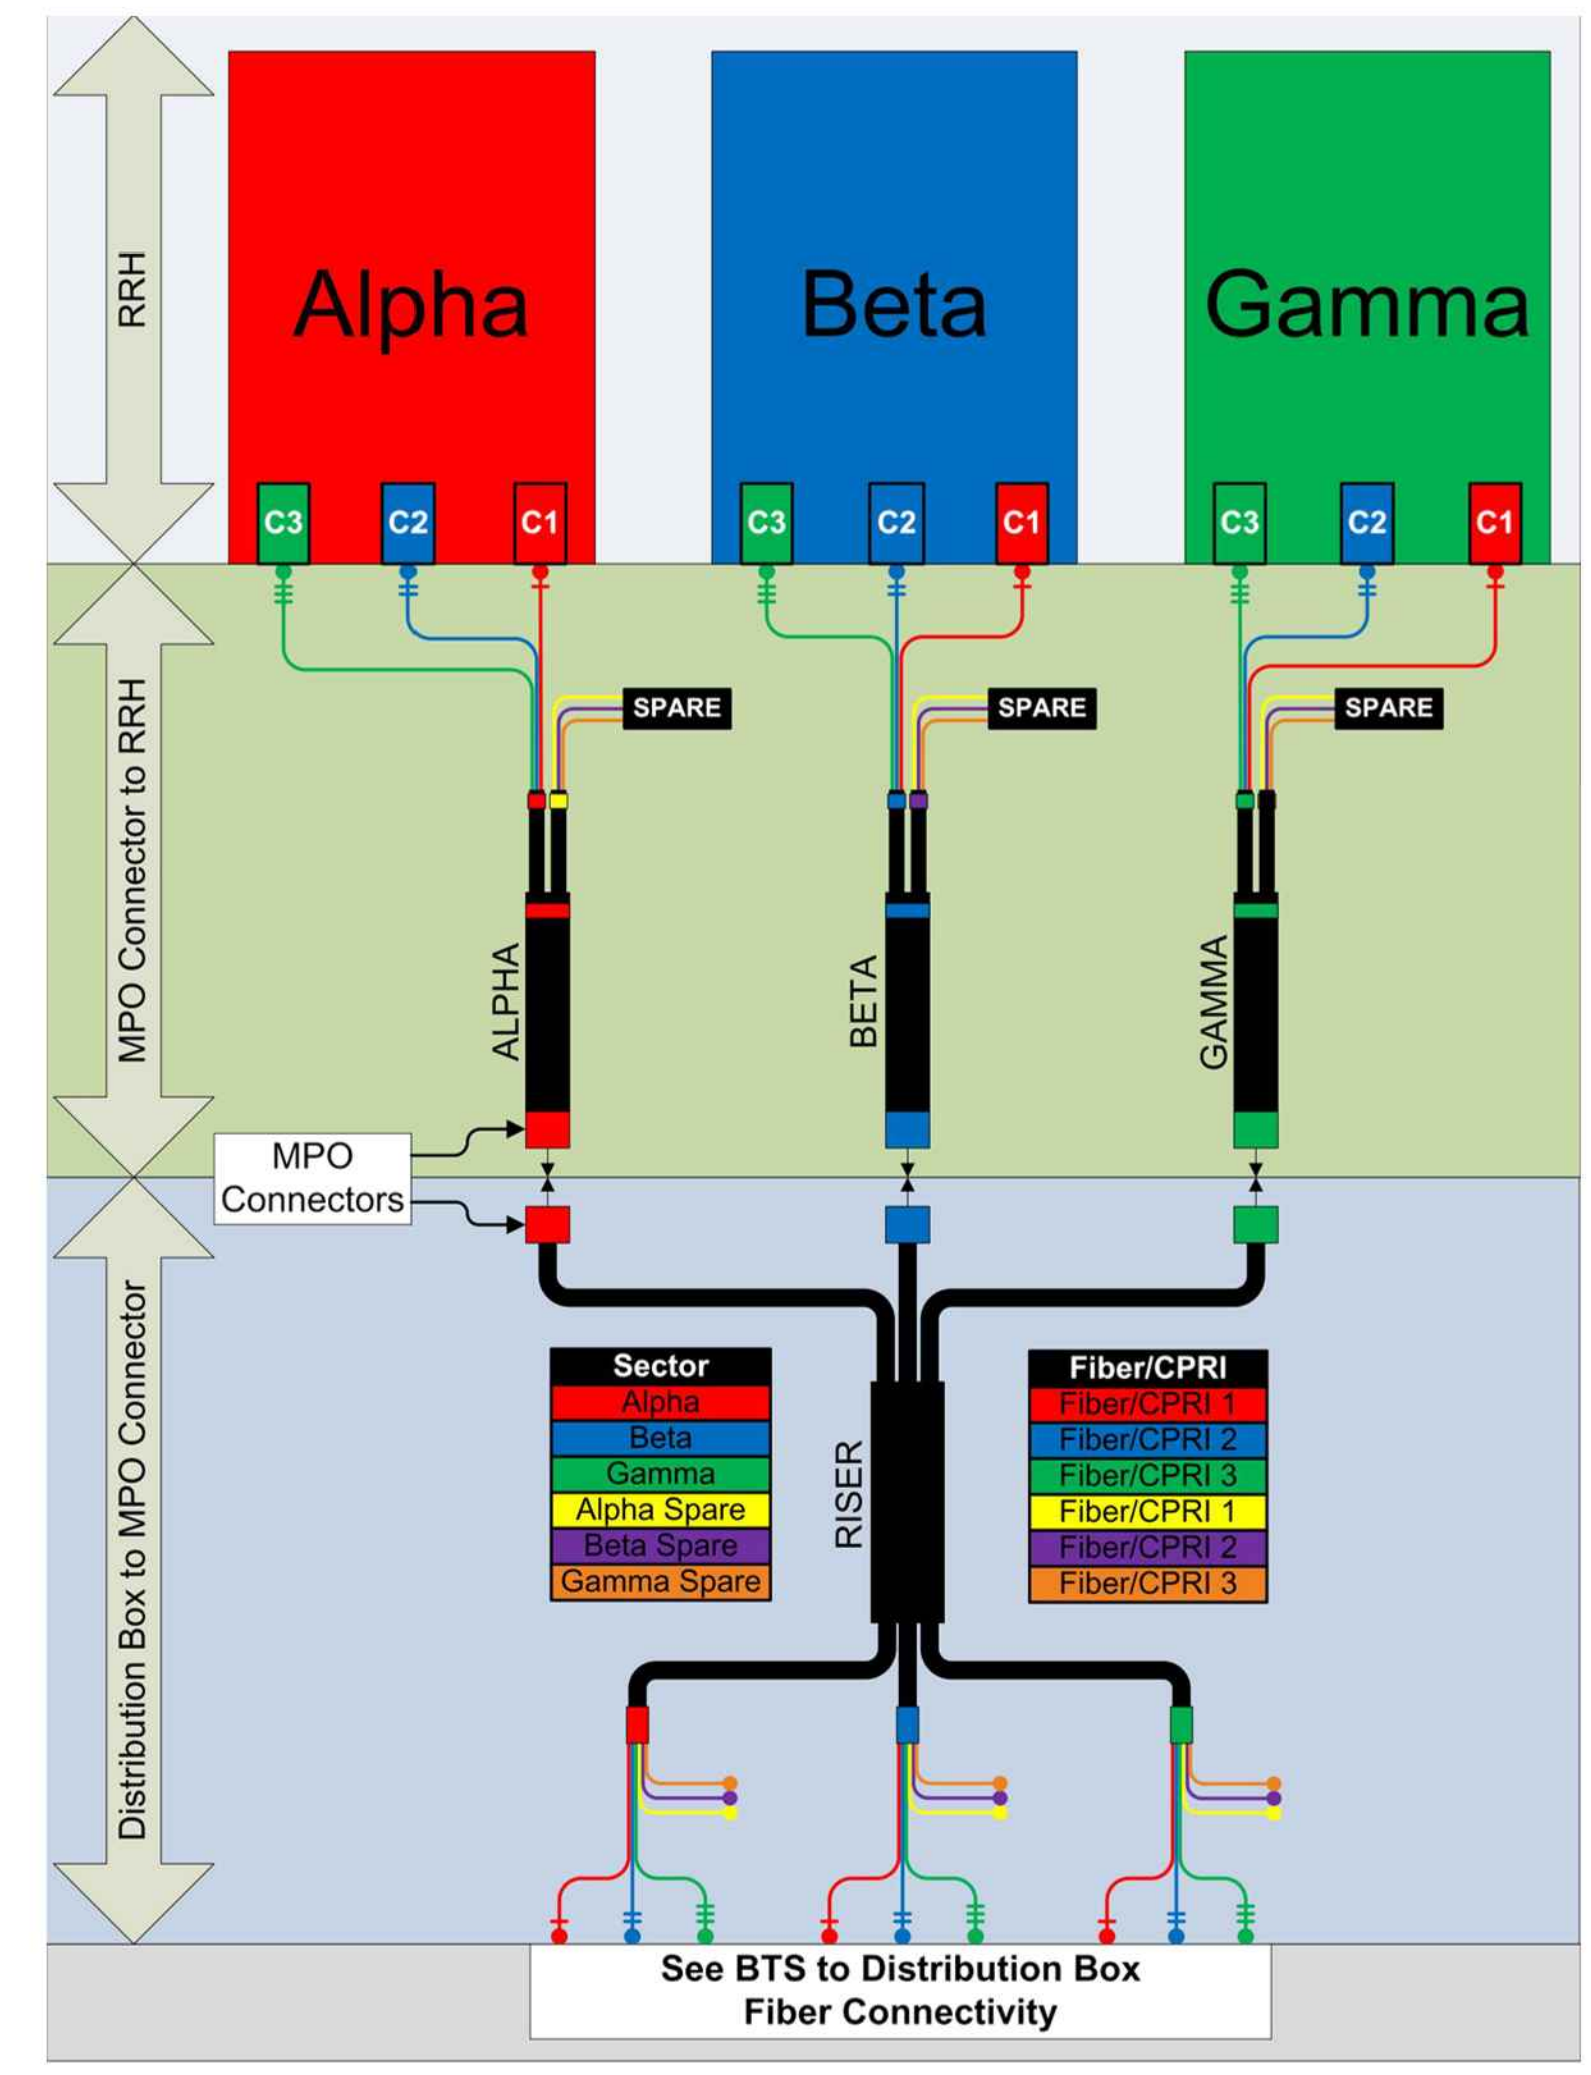 RRH
Alpha
Beta
Gamma
C3
C2
C1
C3
C2
C1
C3
C2
C1
MPO Connector to RRH
SPARE
SPARE
SPARE
ALPHA
BETA
GAMMA
MPO
Connectors
Distribution Box to MPO Connector
Sector
Alpha
Beta
Gamma
Alpha Spare
Beta Spare
Gamma Spare
RISER
Fiber/CPRI
Fiber/CPRI 1
Fiber/CPRI 2
Fiber/CPRI 3
Fiber/CPRI 1
Fiber/CPRI 2
Fiber/CPRI 3
See BTS to Distribution Box
Fiber Connectivity